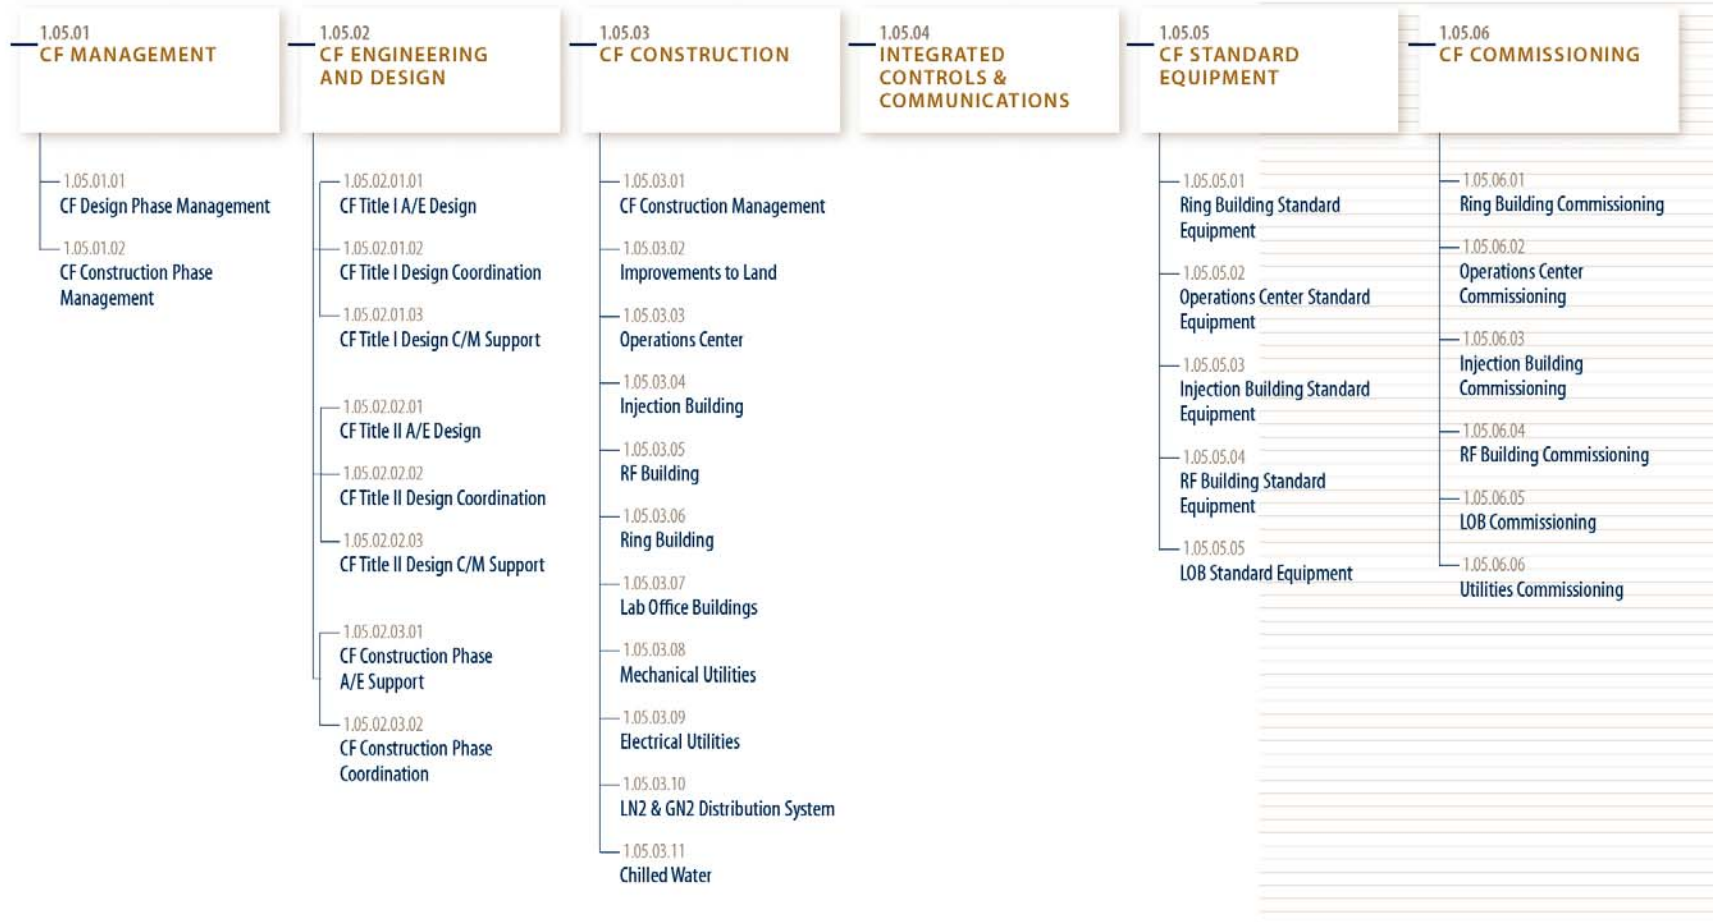 1.05.01
CF MANAGEMENT
1.05.01.01
CF Design Phase Management
1.05.01.02
CF Construction Phase
Management
1.05.02
CF ENGINEERING
AND DESIGN
1.05.02.01.01
CF Title I A/E Design
1.05.02.01.02
CF Title I Design Coordination
1.05.02.01.03
CF Title I Design C/M Support
1.05.02.02.01
CF Title II A/E Design
1.05.02.02.02
CF Title II Design Coordination
1.05.02.02.03
CF Title II Design C/M Support
1.05.02.03.01
CF Construction Phase
A/E Support
1.05.02.03.02
CF Construction Phase
Coordination
1.05.03
CF CONSTRUCTION
1.05.03.01
CF Construction Management
1.05.03.02
Improvements to Land
1.05.03.03
Operations Center
1.05.03.04
Injection Building
1.05.03.05
RF Building
1.05.03.06
Ring Building
1.05.03.07
Lab Office Buildings
1.05.03.08
Mechanical Utilities
1.05.03.09
Electrical Utilities
1.05.03.10
LN2 & GN2 Distribution System
1.05.03.11
Chilled Water
1.05.04
INTEGRATED
CONTROLS &
COMMUNICATIONS
1.05.05
CF STANDARD
EQUIPMENT
1.05.05.01
Ring Building Standard
Equipment
1.05.05.02
Operations Center Standard
Equipment
1.05.05.03
Injection Building Standard
Equipment
1.05.05.04
RF Building Standard
Equipment
1.05.05.05
LOB Standard Equipment
1.05.06
CF COMMISSIONING
1.05.06.01
Ring Building Commissioning
1.05.06.02
Operations Center
Commissioning
1.05.06.03
Injection Building
Commissioning
1.05.06.04
RF Building Commissioning
1.05.06.05
LOB Commissioning
1.05.06.06
Utilities Commissioning